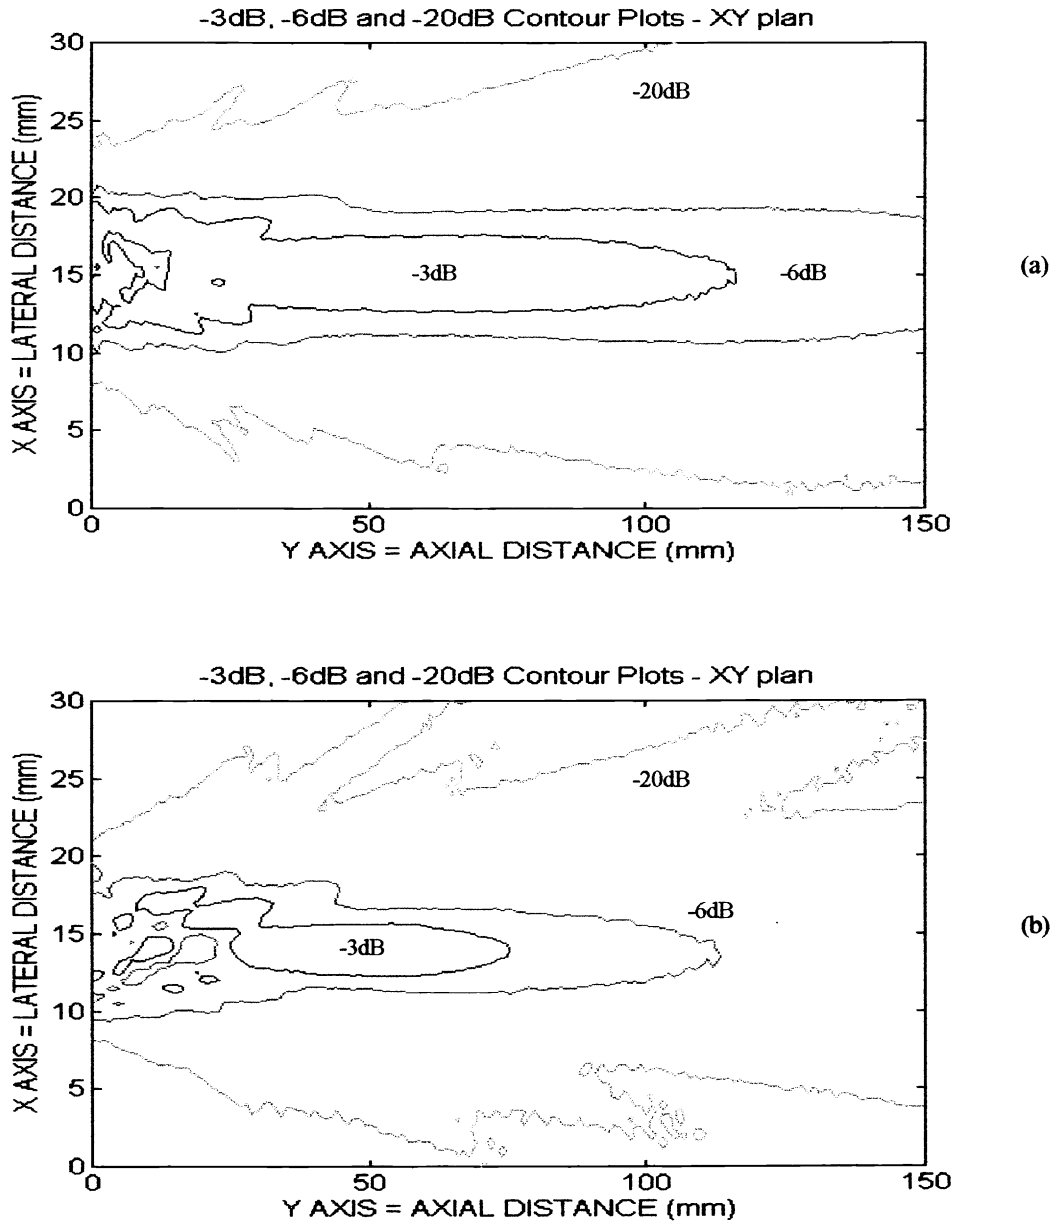 -3dB, -6dB and -20dB Contour Plots - XY plan
30
25
20
15
10
5
0
X AXIS = LATERAL DISTANCE (mm)
-20dB
-3dB
-6dB
(a)
0 50 100 150
Y AXIS = AXIAL DISTANCE (mm)
-3dB, -6dB and -20dB Contour Plots - XY plan
30
25
20
15
10
5
0
X AXIS = LATERAL DISTANCE (mm)
-20dB
-6dB
-3dB
(b)
0 50 100 150
Y AXIS = AXIAL DISTANCE (mm)